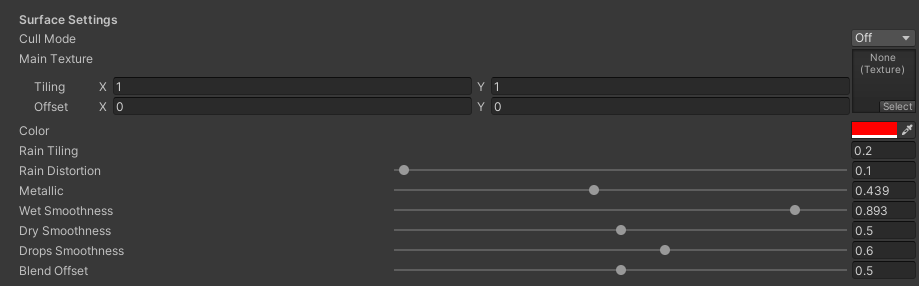 Surface Settings
Cull Mode Off
Main Texture None
(Texture)
Tiling X 1 Y 1
Offset X 0 Y 0
Select
Color
Rain Tiling 0.2
Rain Distortion 0.1
Metallic 0.439
Wet Smoothness 0.893
Dry Smoothness 0.5
Drops Smoothness 0.6
Blend Offset 0.5